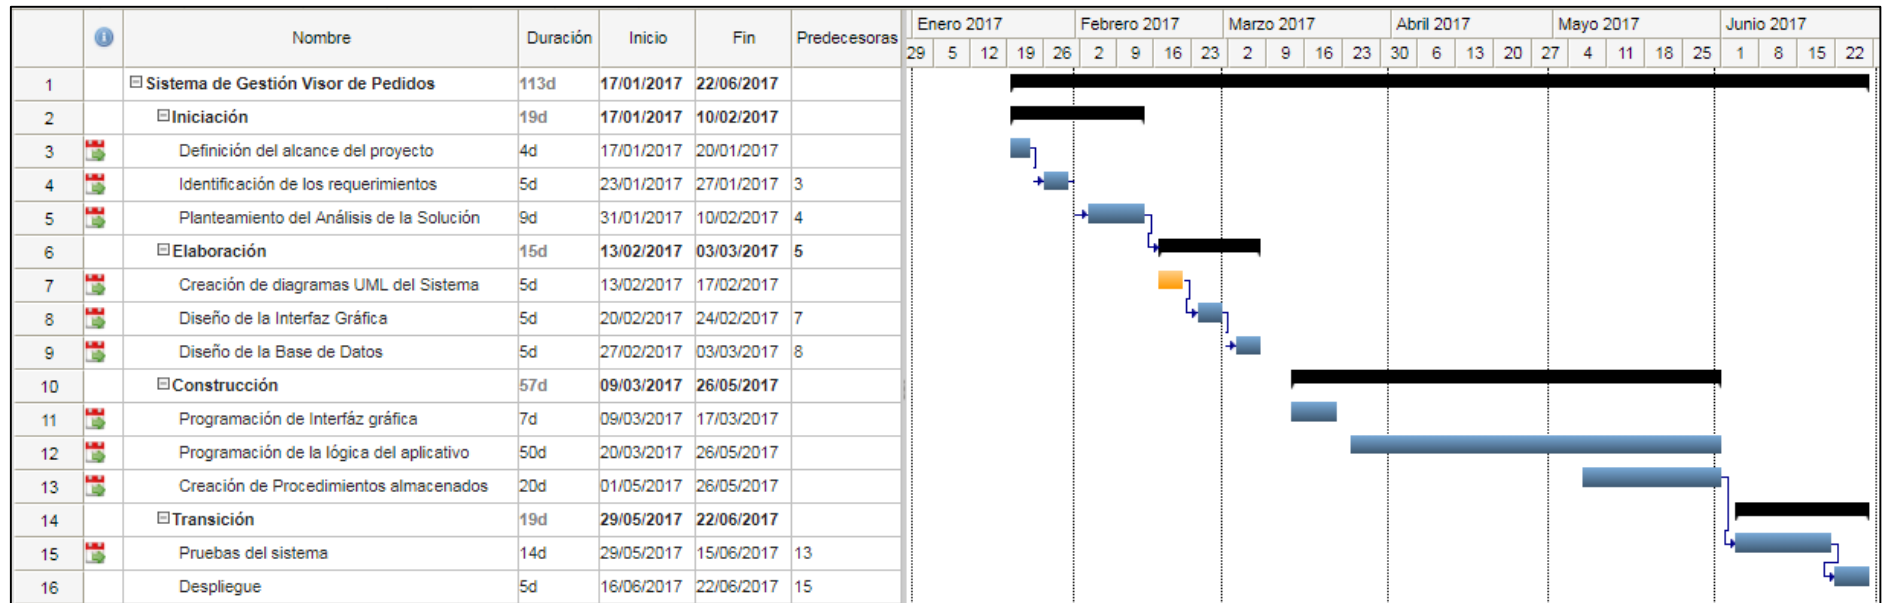 Nombre Duración Inicio Fin Predecesoras
Enero 2017 Febrero 2017 Marzo 2017 Abril 2017 Mayo 2017 Junio 2017
29 5 12 19 26 2 9 16 23 2 9 16 23 30 6 13 20 27 4 11 18 25 1 8 15 22
1 Sistema de Gestión Visor de Pedidos 113d 17/01/2017 22/06/2017
2 Iniciación 19d 17/01/2017 10/02/2017
3 Definición del alcance del proyecto 4d 17/01/2017 20/01/2017
4 Identificación de los requerimientos 5d 23/01/2017 27/01/2017 3
5 Planteamiento del Análisis de la Solución 9d 31/01/2017 10/02/2017 4
6 Elaboración 15d 13/02/2017 03/03/2017 5
7 Creación de diagramas UML del Sistema 5d 13/02/2017 17/02/2017
8 Diseño de la Interfaz Gráfica 5d 20/02/2017 24/02/2017 7
9 Diseño de la Base de Datos 5d 27/02/2017 03/03/2017 8
10 Construcción 57d 09/03/2017 26/05/2017
11 Programación de Interfáz gráfica 7d 09/03/2017 17/03/2017
12 Programación de la lógica del aplicativo 50d 20/03/2017 26/05/2017
13 Creación de Procedimientos almacenados 20d 01/05/2017 26/05/2017
14 Transición 19d 29/05/2017 22/06/2017
15 Pruebas del sistema 14d 29/05/2017 15/06/2017 13
16 Despliegue 5d 16/06/2017 22/06/2017 15